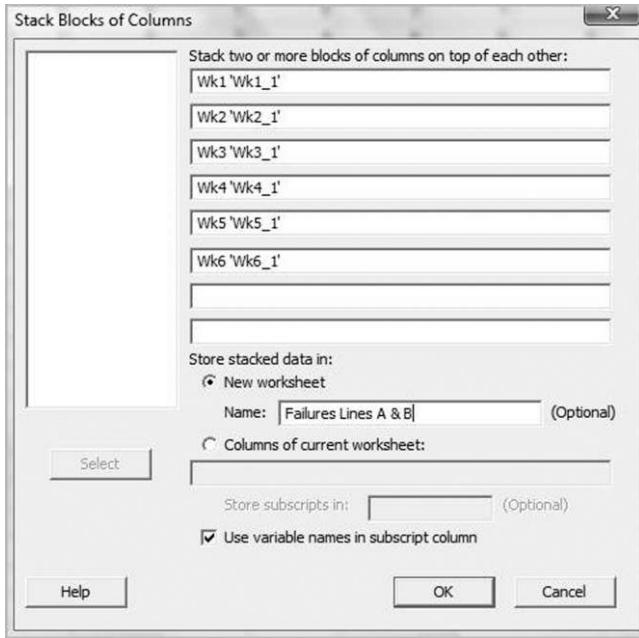 Stack Blocks of Columns
Stack two or more blocks of columns on top of each other:
Wk1 'Wk1_1'
Wk2 'Wk2_1'
Wk3 'Wk3_1'
Wk4 'Wk4_1'
Wk5 'Wk5_1'
Wk6 'Wk6_1'
Store stacked data in:
New worksheet
Name: Failures Lines A & B (Optional)
Columns of current worksheet:
Select
Store subscripts in: (Optional)
Use variable names in subscript column
Help OK Cancel